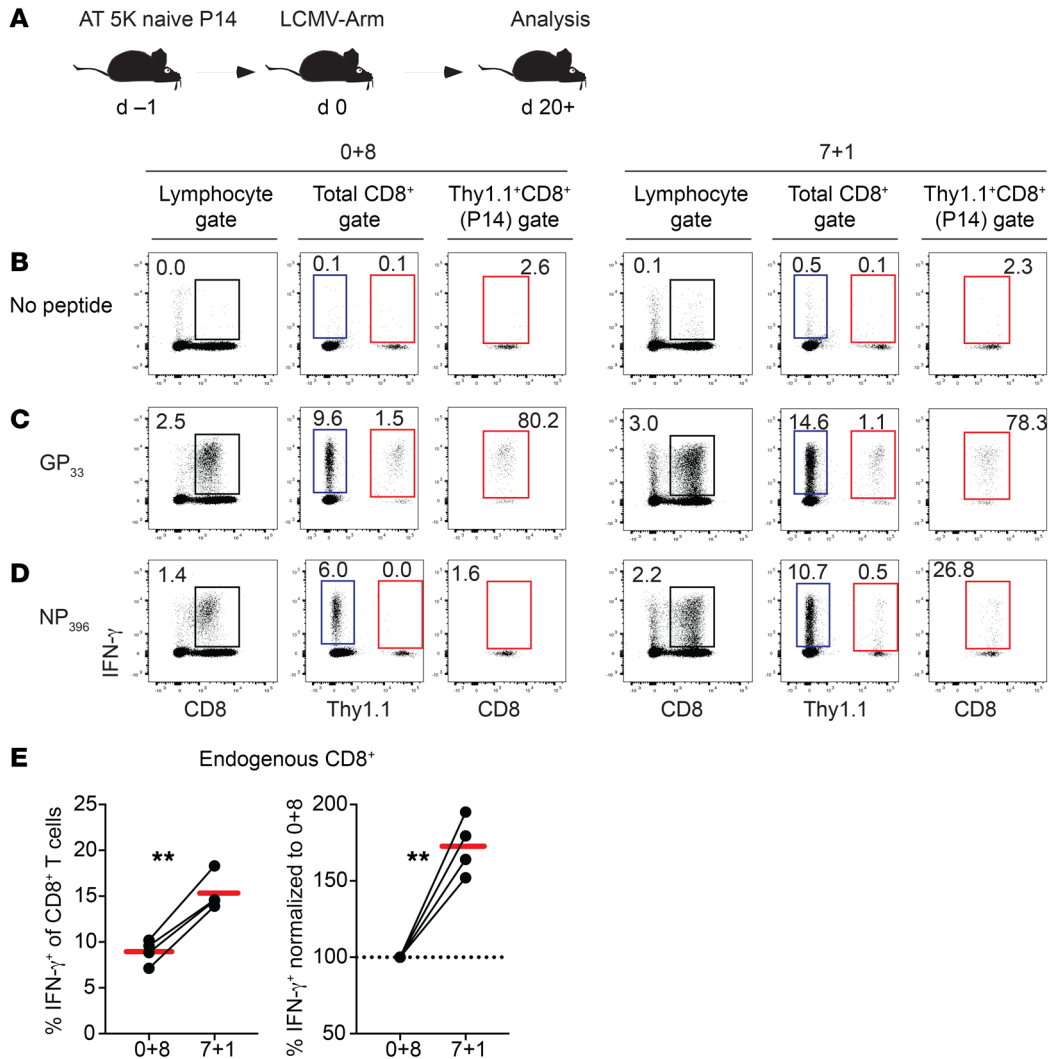 A
AT 5K naive P14 LCMV-Arm Analysis
d –1 d 0 d 20+
0+8 7+1
Lymphocyte gate Total CD8⁺ gate Thy1.1⁺CD8⁺ (P14) gate Lymphocyte gate Total CD8⁺ gate Thy1.1⁺CD8⁺ (P14) gate
B
No peptide
0.0 0.1 0.1 2.6 0.1 0.5 0.1 2.3
C
GP₃₃
2.5 9.6 1.5 80.2 3.0 14.6 1.1 78.3
D
NP₃₉₆
1.4 6.0 0.0 1.6 2.2 10.7 0.5 26.8
IFN-γ
CD8 Thy1.1 CD8 CD8 Thy1.1 CD8
E
Endogenous CD8⁺
% IFN-γ⁺ of CD8⁺ T cells
25
20
15
10
5
0
**
0+8 7+1
% IFN-γ⁺ normalized to 0+8
200
150
100
50
**
0+8 7+1